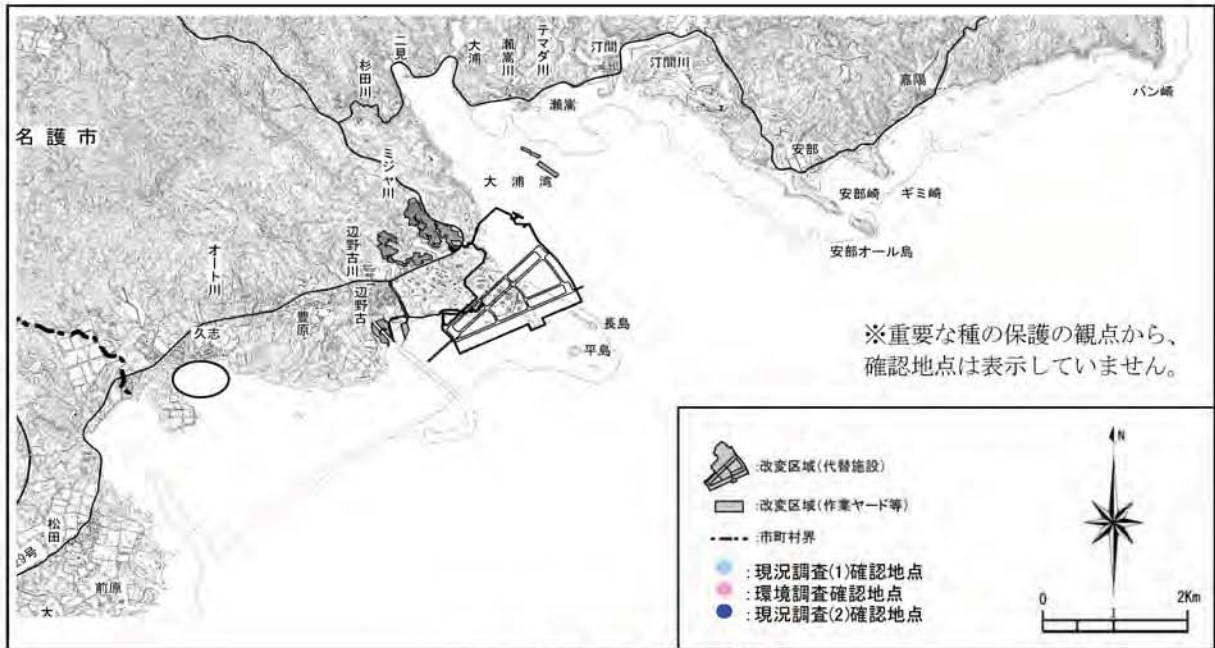 名護市
杉田川
二見
大浦
瀬嵩川
テマダ川
汀間
汀間川
瀬嵩
嘉陽
バン崎
安部
安部崎
ギミ崎
安部オール島
大浦湾
ミジャ川
辺野古川
辺野古
オート川
豊原
久志
長島
平島
松田
前原
※重要な種の保護の観点から、
確認地点は表示していません。
:改変区域(代替施設)
:改変区域(作業ヤード等)
:市町村界
:現況調査(1)確認地点
:環境調査確認地点
:現況調査(2)確認地点
N
0 2Km